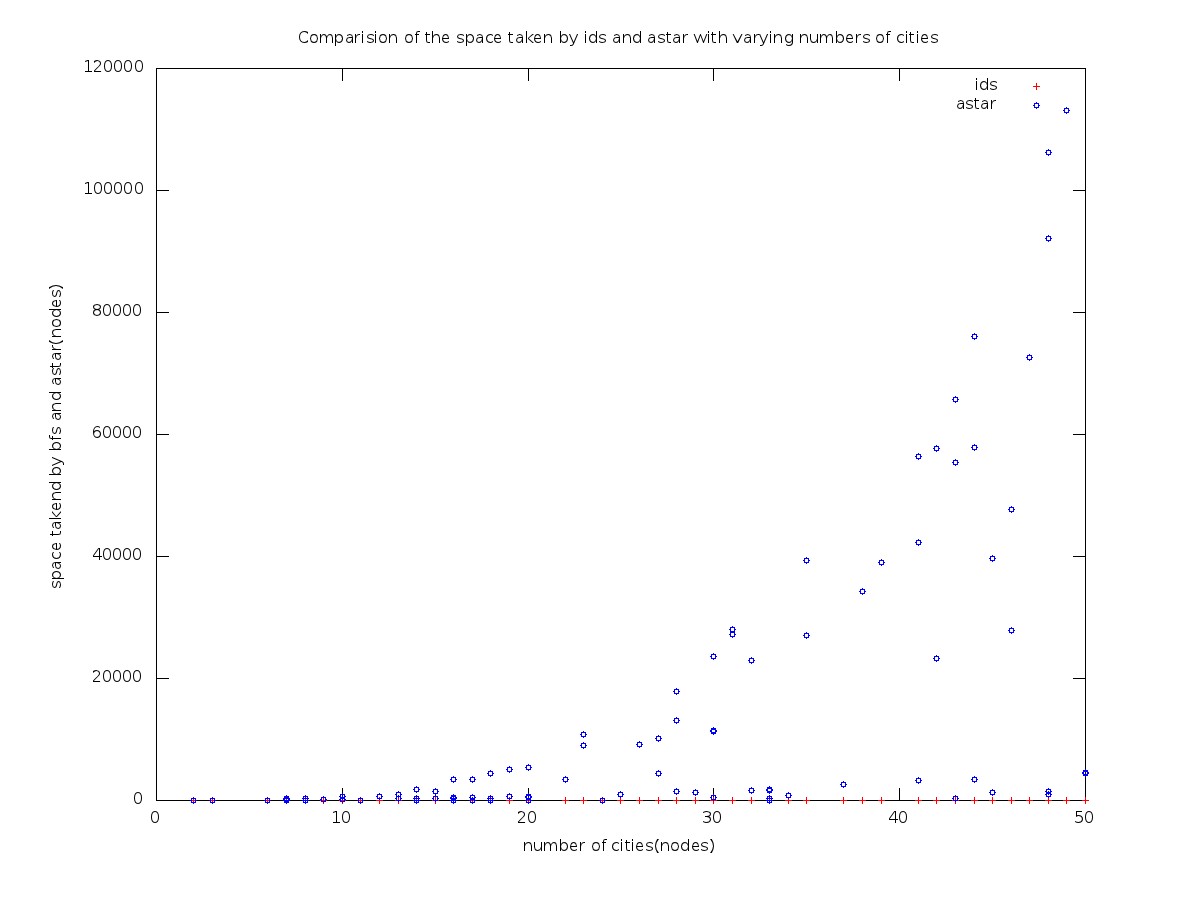 Comparision of the space taken by ids and astar with varying numbers of cities
120000
ids
astar
100000
80000
60000
40000
20000
0
space takend by bfs and astar(nodes)
0 10 20 30 40 50
number of cities(nodes)